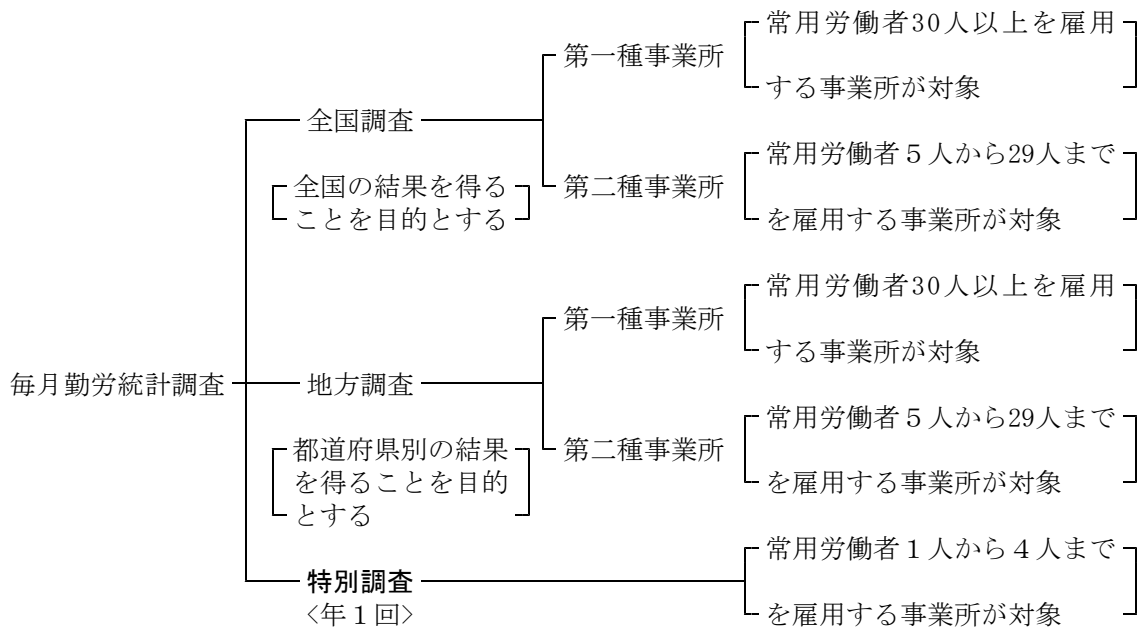 毎月勤労統計調査
全国調査
全国の結果を得る
ことを目的とする
第一種事業所
常用労働者30人以上を雇用
する事業所が対象
第二種事業所
常用労働者5人から29人まで
を雇用する事業所が対象
地方調査
都道府県別の結果
を得ることを目的
とする
第一種事業所
常用労働者30人以上を雇用
する事業所が対象
第二種事業所
常用労働者5人から29人まで
を雇用する事業所が対象
特別調査
〈年1回〉
常用労働者1人から4人まで
を雇用する事業所が対象